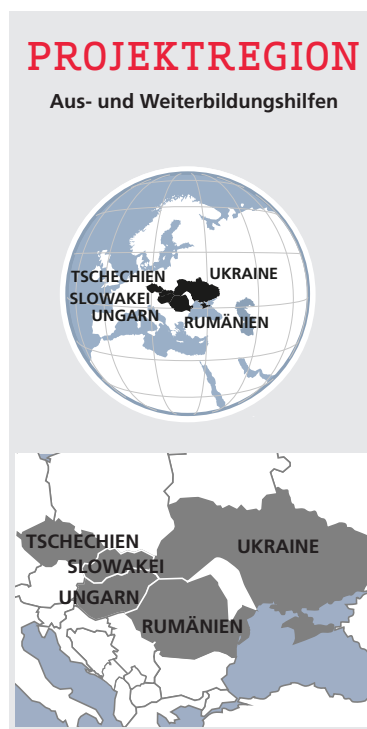 PROJEKTREGION
Aus- und Weiterbildungshilfen
TSCHECHIEN
UKRAINE
SLOWAKEI
UNGARN
RUMÄNIEN
TSCHECHIEN
UKRAINE
SLOWAKEI
UNGARN
RUMÄNIEN